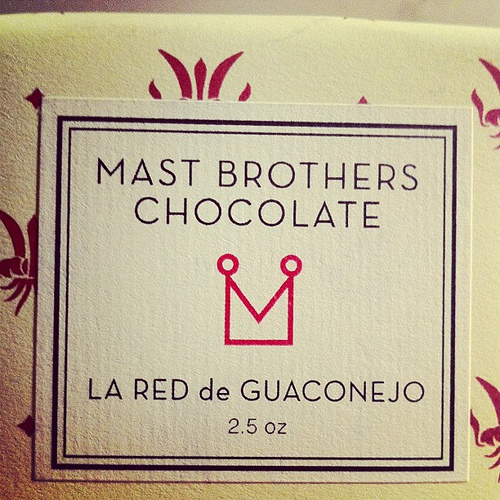 MAST BROTHERS
CHOCOLATE
LA RED de GUACONEJO
2.5 oz